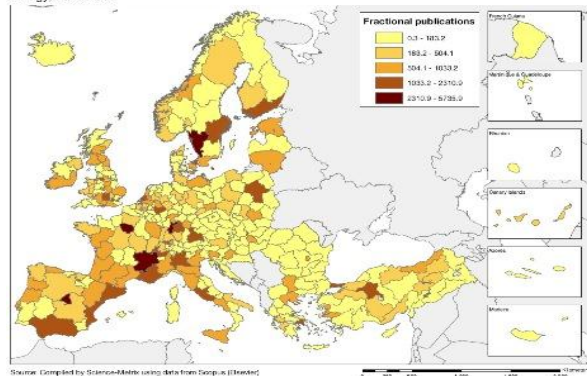 Fractional publications
0.3 - 183.2
183.2 - 504.1
504.1 - 1033.2
1033.2 - 2310.9
2310.9 - 5735.9
French Guiana
Martinique & Guadeloupe
Réunion
Canary Islands
Azores
Madeira
Source: Compiled by Science-Metrix using data from Scopus (Elsevier)